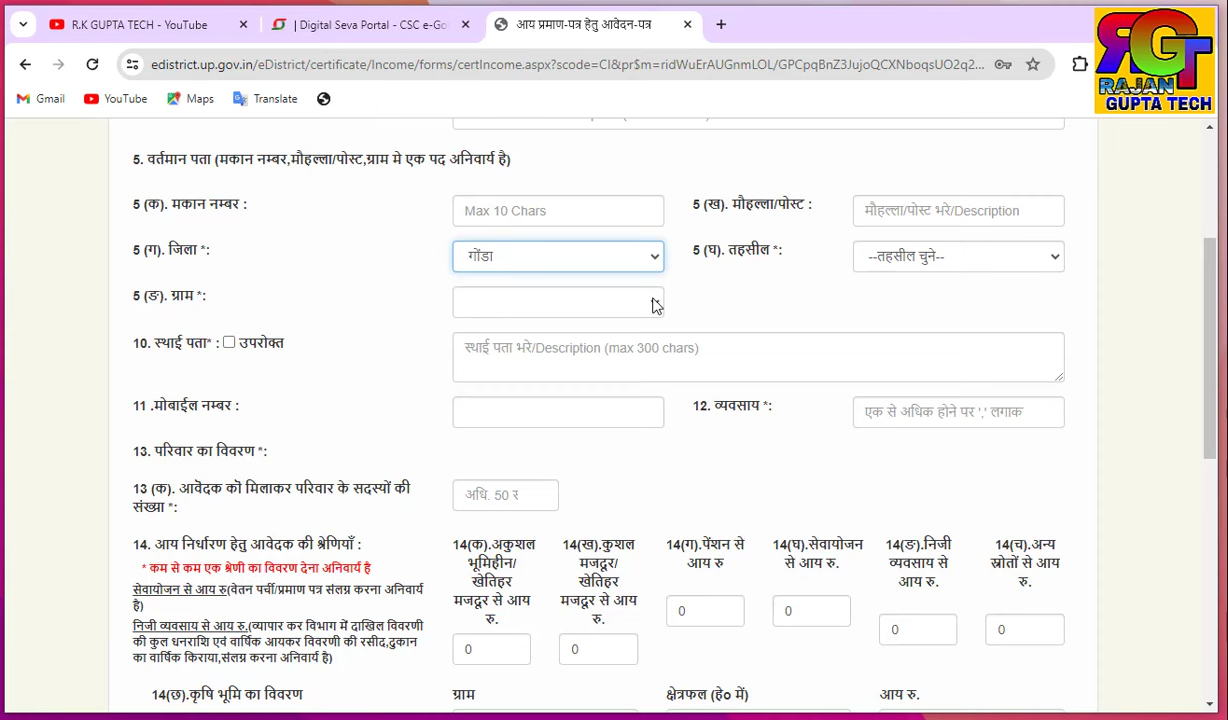 R.K GUPTA TECH - YouTube
| Digital Seva Portal - CSC e-Go
आय प्रमाण-पत्र हेतु आवेदन-पत्र
edistrict.up.gov.in/eDistrict/certificate/Income/forms/certIncome.aspx?scode=CI&pr$m=ridWuErAUGnmLOL/GPCpqBnZ3JujoQCXNboqsUO2q2...
RGT
RAJAN
GUPTA TECH
Gmail YouTube Maps Translate
5. वर्तमान पता (मकान नम्बर,मौहल्ला/पोस्ट,ग्राम मे एक पद अनिवार्य है)
5 (क). मकान नम्बर : Max 10 Chars 5 (ख). मौहल्ला/पोस्ट : मौहल्ला/पोस्ट भरे/Description
5 (ग). जिला *: गोंडा 5 (घ). तहसील *: --तहसील चुने--
5 (ङ). ग्राम *:
10. स्थाई पता* : उपरोक्त स्थाई पता भरे/Description (max 300 chars)
11 .मोबाईल नम्बर : 12. व्यवसाय *: एक से अधिक होने पर ',' लगाक
13. परिवार का विवरण *:
13 (क). आवेदक कॊ मिलाकर परिवार के सदस्यों की
संख्या *:
अधि. 50 र
14. आय निर्धारण हेतु आवेदक की श्रेणियाँ :
* कम से कम एक श्रेणी का विवरण देना अनिवार्य है
सेवायोजन से आय रु(वेतन पर्ची/प्रमाण पत्र संलग्र करना अनिवार्य
है)
निजी व्यवसाय से आय रु.(व्यापार कर विभाग में दाखिल विवरणी
की कुल धनराशि एवं वार्षिक आयकर विवरणी की रसीद,दुकान
का वार्षिक किराया,संलग्र करना अनिवार्य है)
14(क).अकुशल
भूमिहीन/
खेतिहर
मजदूर से आय
रु.
0
14(ख).कुशल
मजदूर/
खेतिहर
मजदूर से आय
रु.
0
14(ग).पेंशन से
आय रु
0
14(घ).सेवायोजन
से आय रु.
0
14(ङ).निजी
व्यवसाय से
आय रु.
0
14(च).अन्य
स्रोतों से आय
रु.
0
14(छ).कृषि भूमि का विवरण ग्राम क्षेत्रफल (हे० में) आय रु.